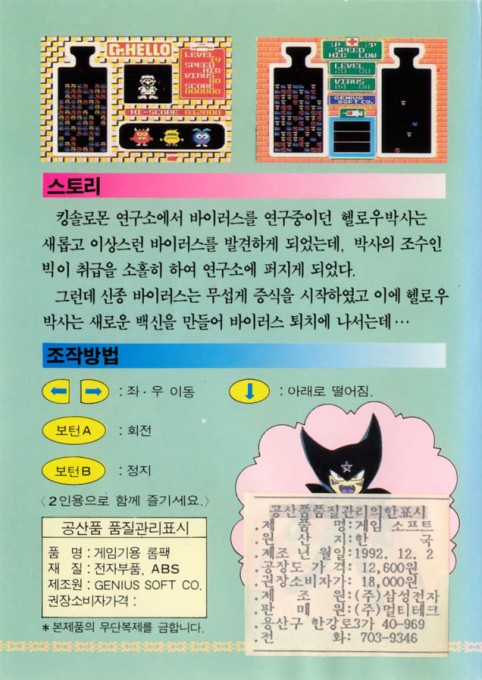 Dr.HELLO
LEVEL
19
SPEED
HIG
VIRUS
SCORE
000000
HI-SCORE 012000
1P 2P
SPEED
HIG LOW
LEVEL
VIRUS
GENIUS
SOFT CO.
스토리
킹솔로몬 연구소에서 바이러스를 연구중이던 헬로우박사는
새롭고 이상스런 바이러스를 발견하게 되었는데, 박사의 조수인
빅이 취급을 소홀히 하여 연구소에 퍼지게 되었다.
그런데 신종 바이러스는 무섭게 증식을 시작하였고 이에 헬로우
박사는 새로운 백신을 만들어 바이러스 퇴치에 나서는데…
조작방법
: 좌·우 이동
: 아래로 떨어짐.
보턴A : 회전
보턴B : 정지
〈2인용으로 함께 즐기세요.〉
공산품 품질관리표시
품 명 : 게임기용 롬팩
재 질 : 전자부품, ABS
제조원 : GENIUS SOFT CO.
권장소비자가격 :
*본제품의 무단복제를 금합니다.
공산품품질관리의한표시
.제 품 명:게임 소프트
.원 산 지:한 국
.제조 년 월일:1992. 12. 2
.공장도 가 격: 12,600원
.권장소비자가: 18,000원
.제 조 원:(주)삼성전자
.판 매 원:(주)멀티테크
.용산구 한강로3가 40-969
.전 화: 703-9346